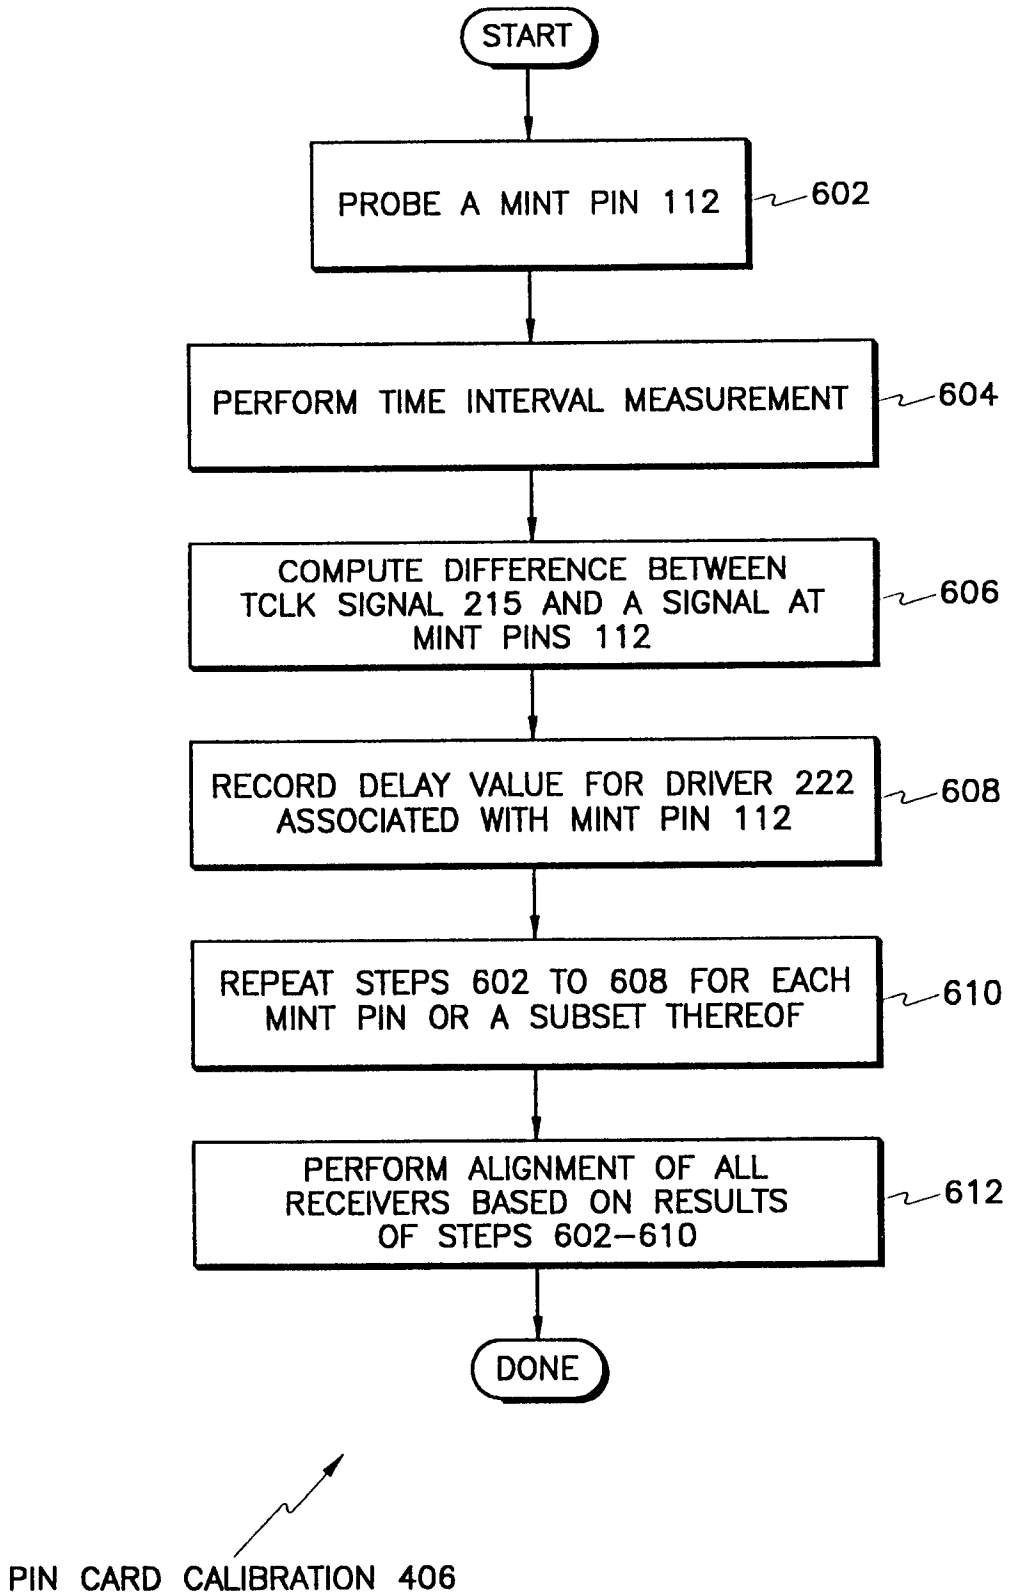 START
PROBE A MINT PIN 112
602
PERFORM TIME INTERVAL MEASUREMENT
604
COMPUTE DIFFERENCE BETWEEN
TCLK SIGNAL 215 AND A SIGNAL AT
MINT PINS 112
606
RECORD DELAY VALUE FOR DRIVER 222
ASSOCIATED WITH MINT PIN 112
608
REPEAT STEPS 602 TO 608 FOR EACH
MINT PIN OR A SUBSET THEREOF
610
PERFORM ALIGNMENT OF ALL
RECEIVERS BASED ON RESULTS
OF STEPS 602-610
612
DONE
PIN CARD CALIBRATION 406